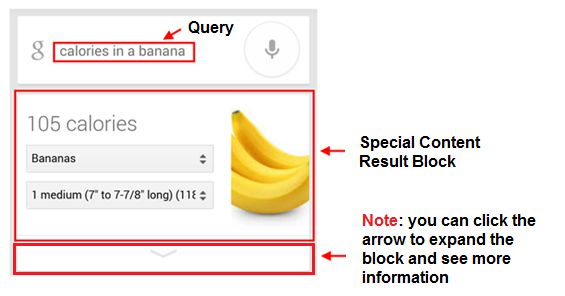 Query
g calories in a banana
105 calories
Bananas
1 medium (7" to 7-7/8" long) (118
Special Content
Result Block
Note: you can click the
arrow to expand the
block and see more
information